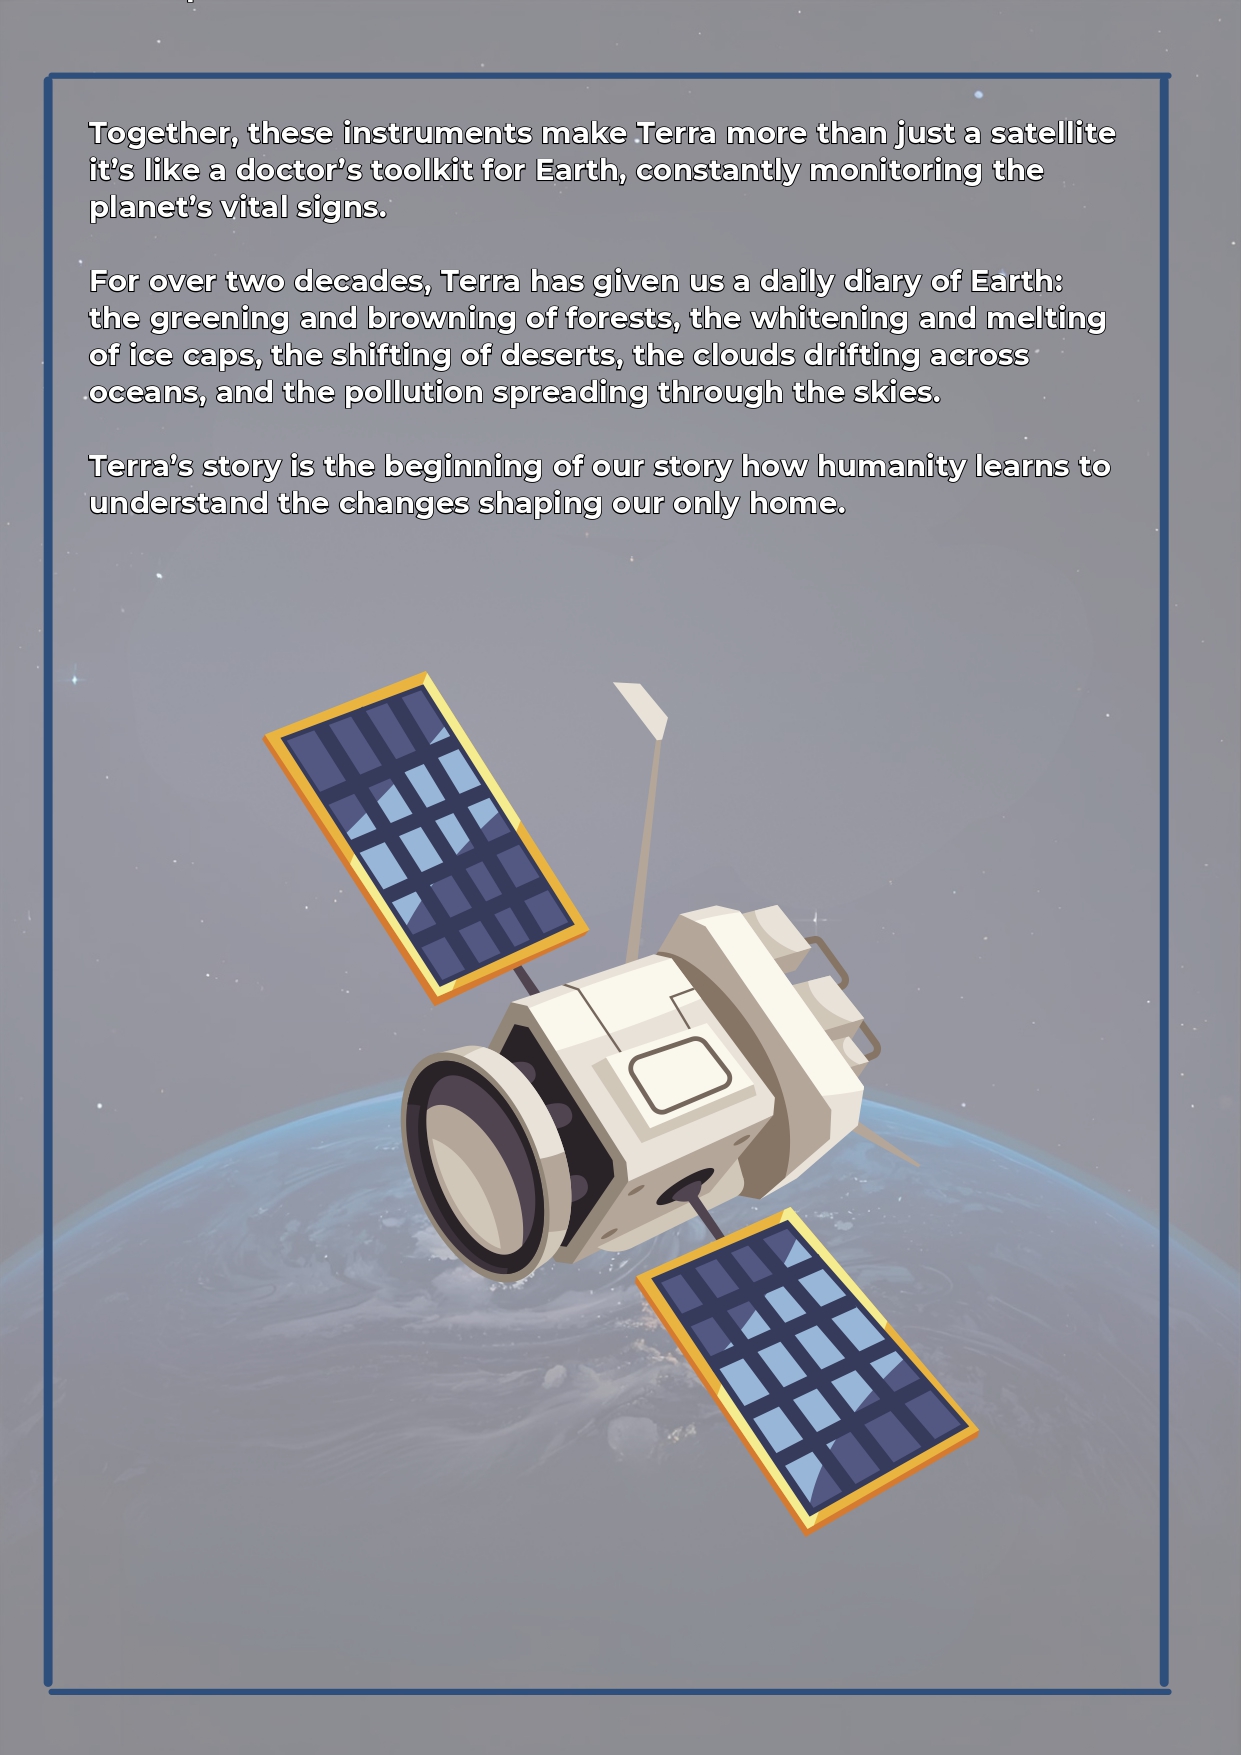 Together, these instruments make Terra more than just a satellite
it’s like a doctor’s toolkit for Earth, constantly monitoring the
planet’s vital signs.
For over two decades, Terra has given us a daily diary of Earth:
the greening and browning of forests, the whitening and melting
of ice caps, the shifting of deserts, the clouds drifting across
oceans, and the pollution spreading through the skies.
Terra’s story is the beginning of our story how humanity learns to
understand the changes shaping our only home.